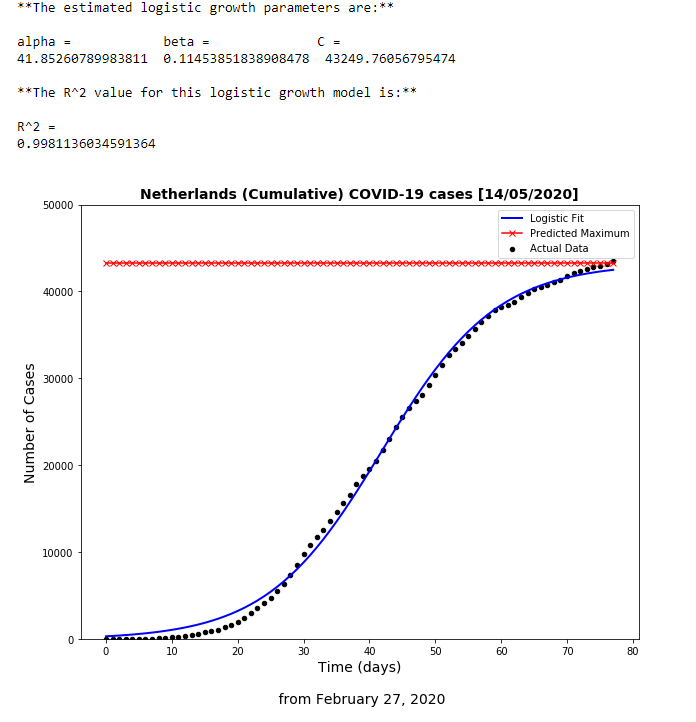 **The estimated logistic growth parameters are:**
alpha = beta = C =
41.85260789983811 0.11453851838908478 43249.76056795474
**The R^2 value for this logistic growth model is:**
R^2 =
0.9981136034591364
Netherlands (Cumulative) COVID-19 cases [14/05/2020]
Logistic Fit
Predicted Maximum
Actual Data
Number of Cases
50000
40000
30000
20000
10000
0
0 10 20 30 40 50 60 70 80
Time (days)
from February 27, 2020